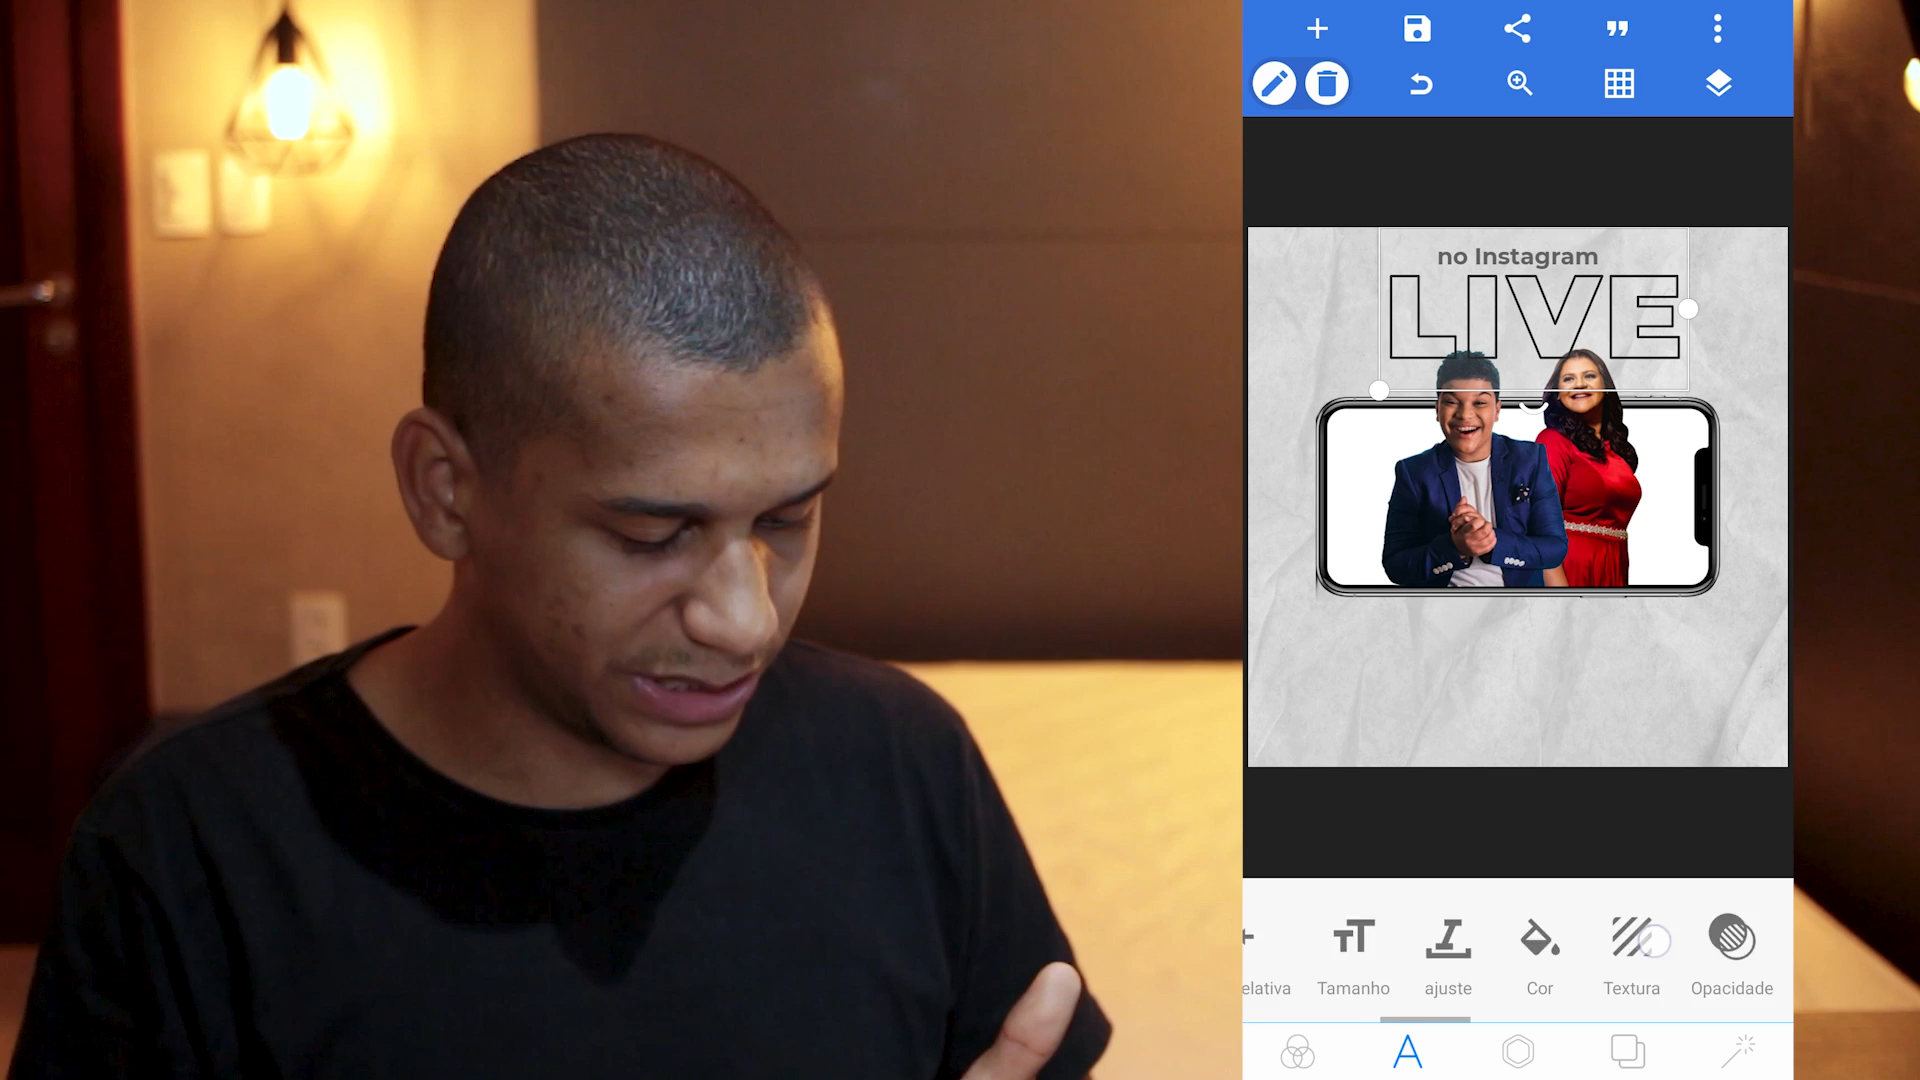 no Instagram
LIVE
elativa
Tamanho
ajuste
Cor
Textura
Opacidade